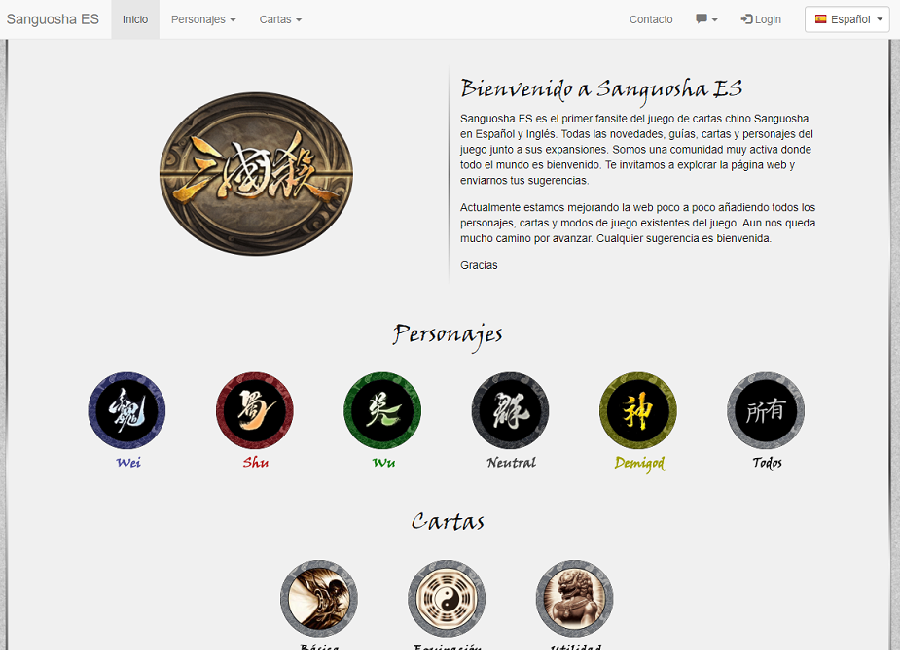 Sanguosha ES
Inicio
Personajes
Cartas
Contacto
Login
Español
三國殺
Bienvenido a Sanguosha ES
Sanguosha ES es el primer fansite del juego de cartas chino Sanguosha
en Español y Inglés. Todas las novedades, guías, cartas y personajes del
juego junto a sus expansiones. Somos una comunidad muy activa donde
todo el mundo es bienvenido. Te invitamos a explorar la página web y
enviarnos tus sugerencias.
Actualmente estamos mejorando la web poco a poco añadiendo todos los
personajes, cartas y modos de juego existentes del juego. Aun nos queda
mucho camino por avanzar. Cualquier sugerencia es bienvenida.
Gracias
Personajes
魏
蜀
吳
群
神
所有
Wei
Shu
Wu
Neutral
Demigod
Todos
Cartas
Básica
Equipación
Utilidad